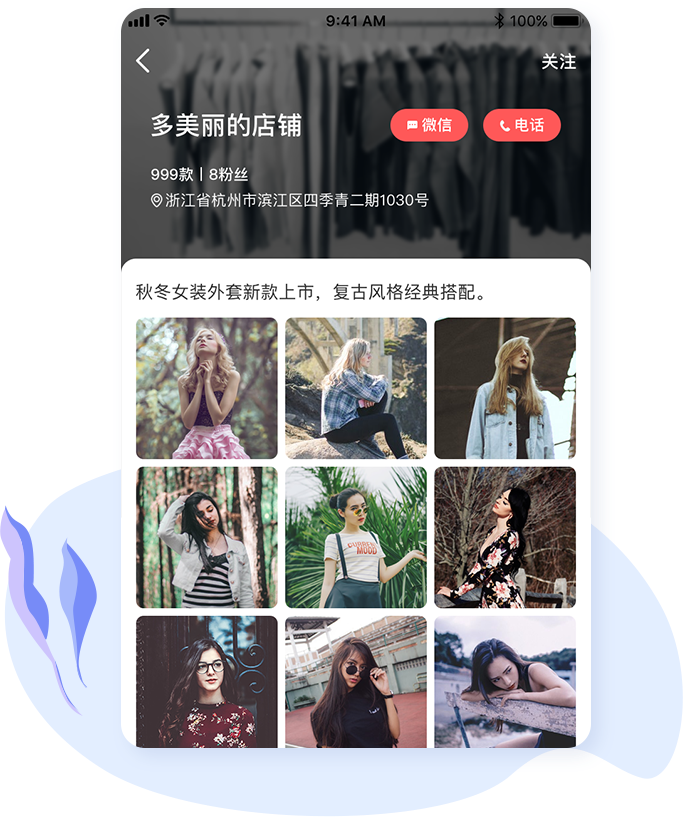 9:41 AM 100%
关注
多美丽的店铺 微信 电话
999款 | 8粉丝
浙江省杭州市滨江区四季青二期1030号
秋冬女装外套新款上市，复古风格经典搭配。
CURRENT
MOOD